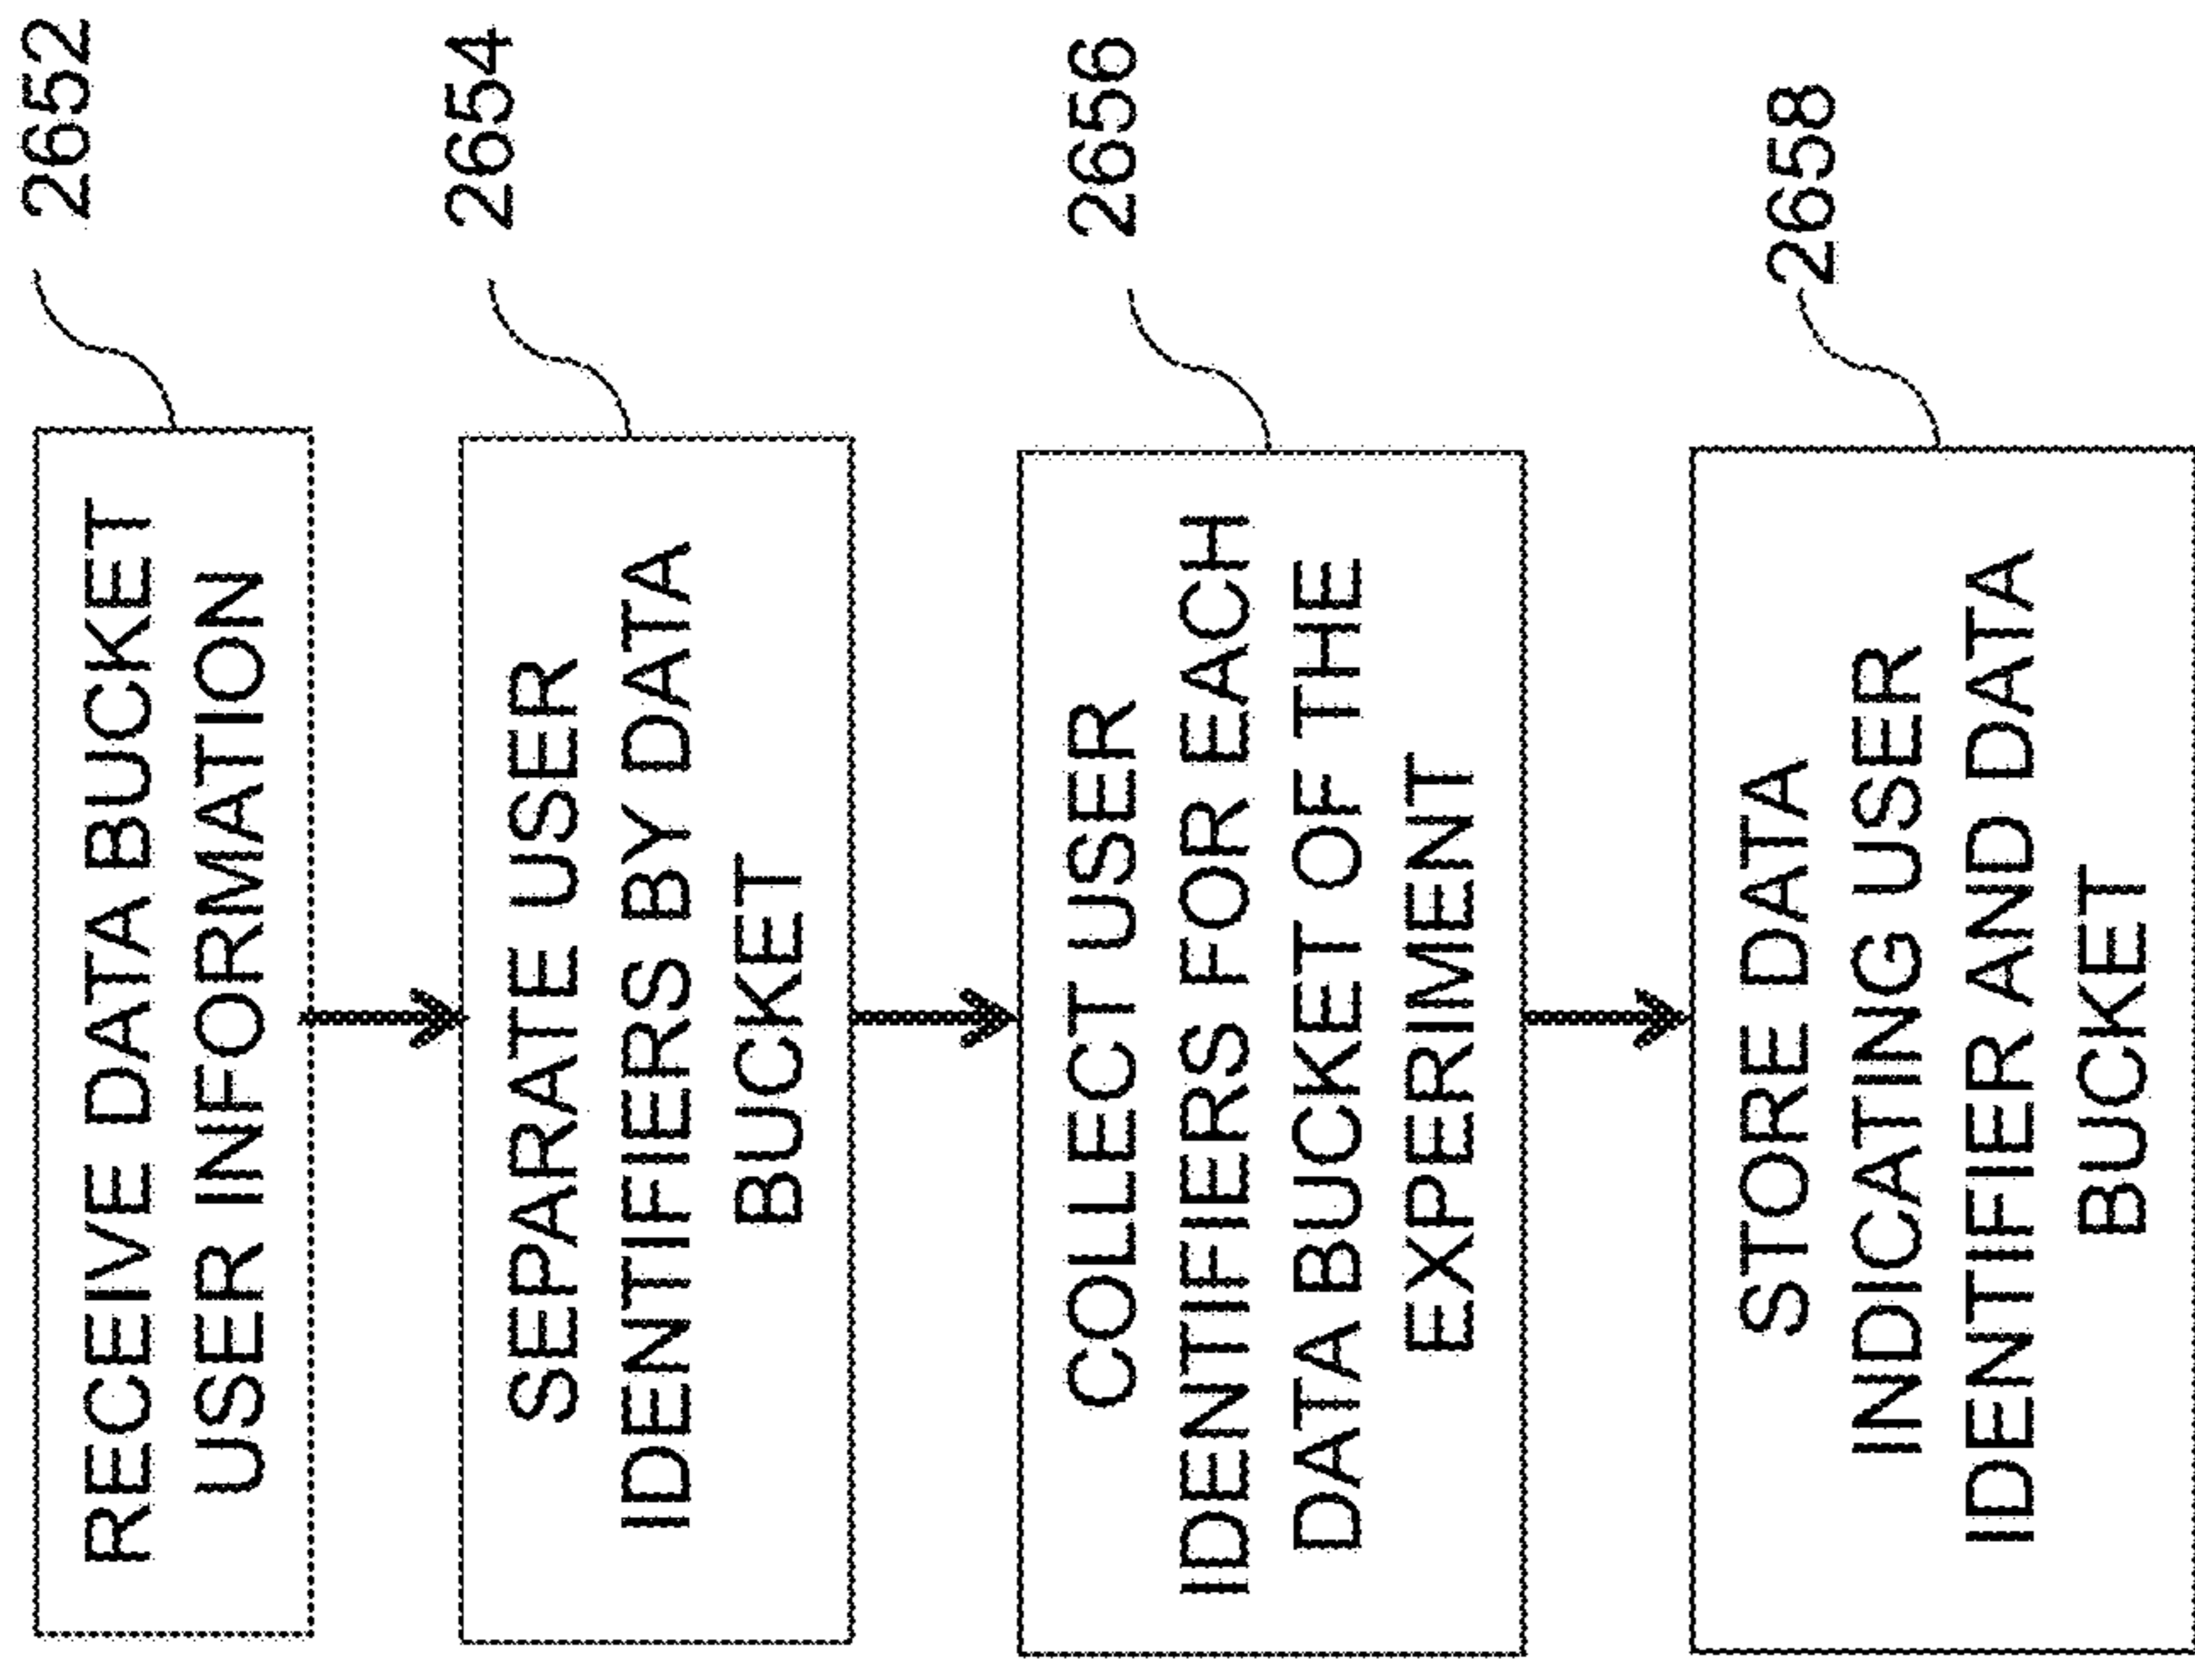 2652
RECEIVE DATA BUCKET
USER INFORMATION
2654
SEPARATE USER
IDENTIFIERS BY DATA
BUCKET
2656
COLLECT USER
IDENTIFIERS FOR EACH
DATA BUCKET OF THE
EXPERIMENT
2658
STORE DATA
INDICATING USER
IDENTIFIER AND DATA
BUCKET